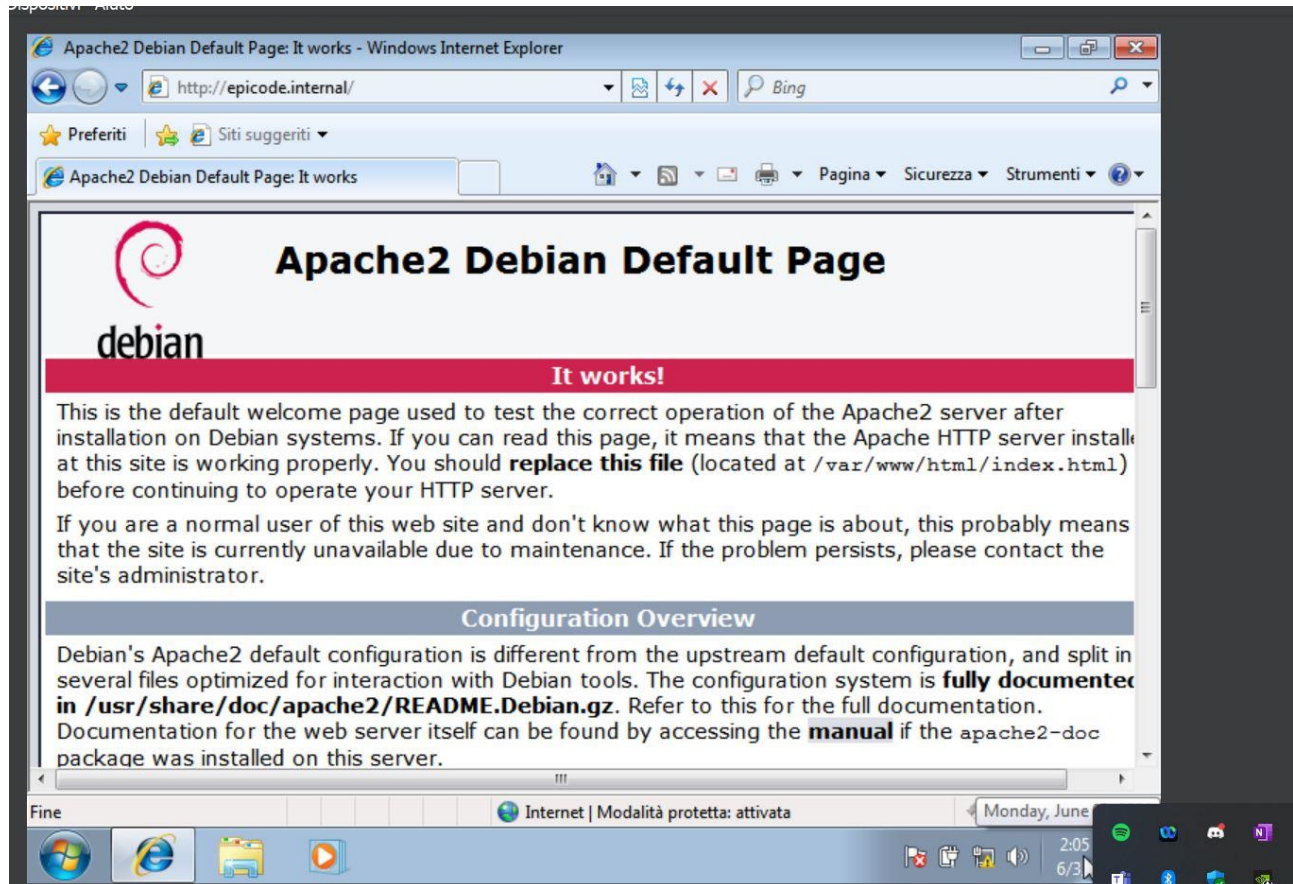 Dispositivi Aiuto
Apache2 Debian Default Page: It works - Windows Internet Explorer
http://epicode.internal/
Bing
Preferiti
Siti suggeriti
Apache2 Debian Default Page: It works
Pagina
Sicurezza
Strumenti
debian
Apache2 Debian Default Page
It works!
This is the default welcome page used to test the correct operation of the Apache2 server after
installation on Debian systems. If you can read this page, it means that the Apache HTTP server installe
at this site is working properly. You should replace this file (located at /var/www/html/index.html)
before continuing to operate your HTTP server.
If you are a normal user of this web site and don't know what this page is about, this probably means
that the site is currently unavailable due to maintenance. If the problem persists, please contact the
site's administrator.
Configuration Overview
Debian's Apache2 default configuration is different from the upstream default configuration, and split in
several files optimized for interaction with Debian tools. The configuration system is fully documented
in /usr/share/doc/apache2/README.Debian.gz. Refer to this for the full documentation.
Documentation for the web server itself can be found by accessing the manual if the apache2-doc
package was installed on this server.
Fine
Internet | Modalità protetta: attivata
Monday, June
2:05
6/3